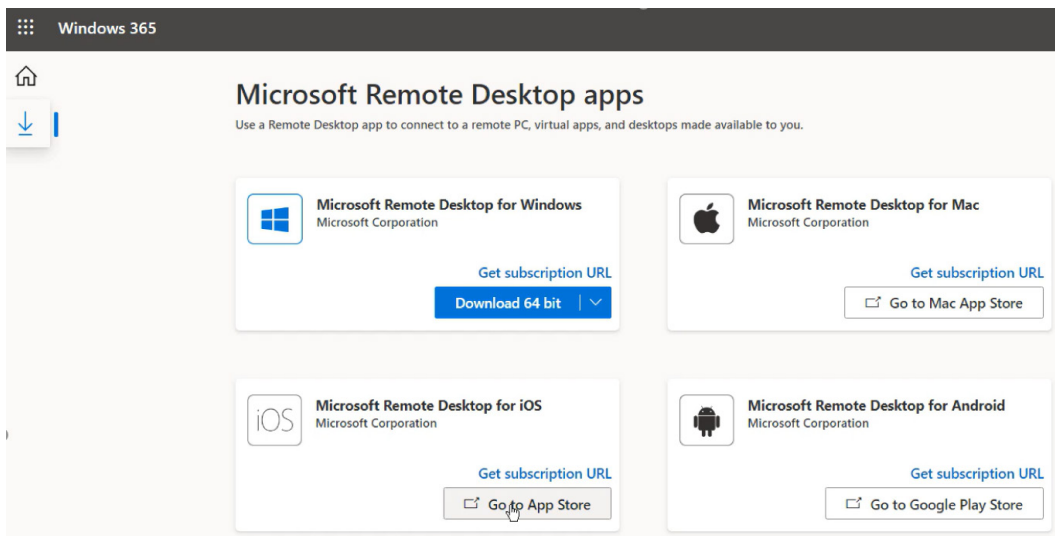 Windows 365
Microsoft Remote Desktop apps
Use a Remote Desktop app to connect to a remote PC, virtual apps, and desktops made available to you.
Microsoft Remote Desktop for Windows
Microsoft Corporation
Get subscription URL
Download 64 bit
Microsoft Remote Desktop for Mac
Microsoft Corporation
Get subscription URL
Go to Mac App Store
iOS
Microsoft Remote Desktop for iOS
Microsoft Corporation
Get subscription URL
Go to App Store
Microsoft Remote Desktop for Android
Microsoft Corporation
Get subscription URL
Go to Google Play Store